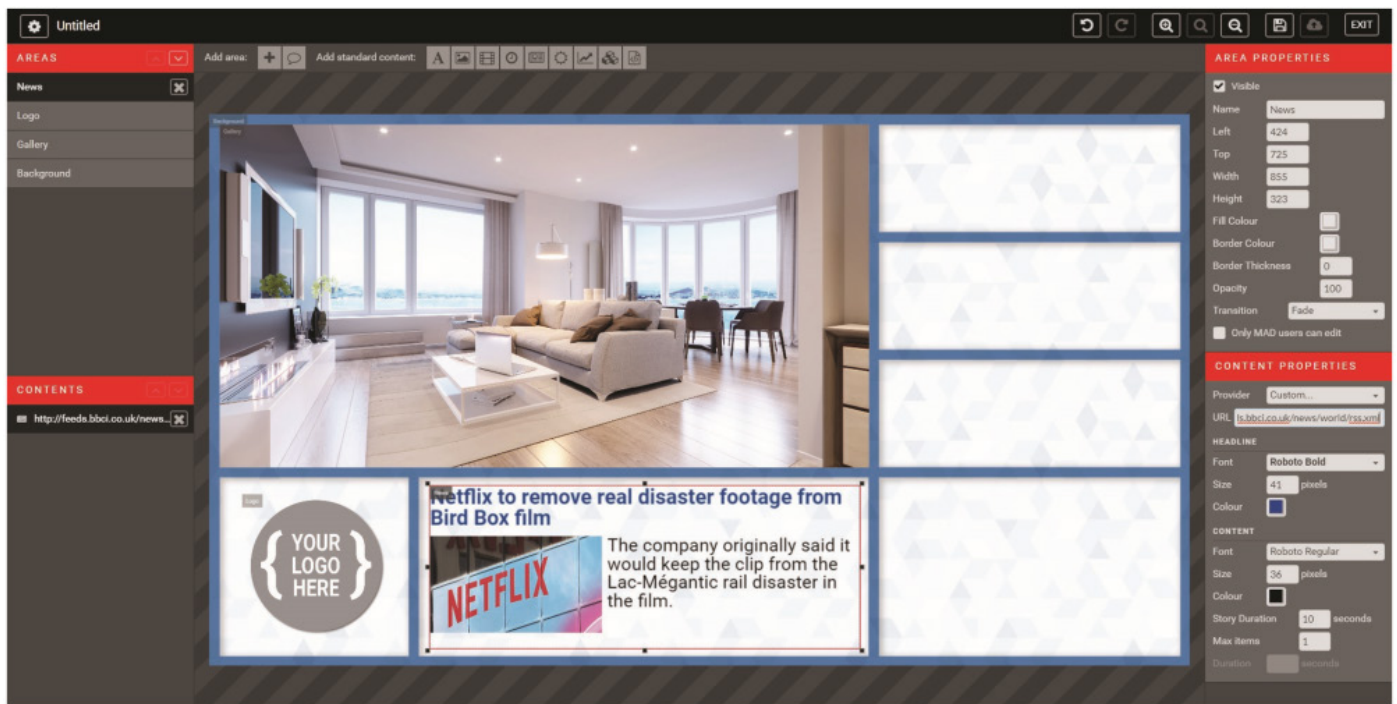 Untitled
EXIT
AREAS
News
Logo
Gallery
Background
Add area:
Add standard content:
A
Background
Gallery
Logo
{ YOUR
LOGO
HERE }
Netflix to remove real disaster footage from
Bird Box film
NETFLIX
The company originally said it
would keep the clip from the
Lac-Mégantic rail disaster in
the film.
CONTENTS
http://feeds.bbci.co.uk/news...
AREA PROPERTIES
Visible
Name News
Left 424
Top 725
Width 855
Height 323
Fill Colour
Border Colour
Border Thickness 0
Opacity 100
Transition Fade
Only MAD users can edit
CONTENT PROPERTIES
Provider Custom...
URL ls.bbci.co.uk/news/world/rss.xml
HEADLINE
Font Roboto Bold
Size 41 pixels
Colour
CONTENT
Font Roboto Regular
Size 36 pixels
Colour
Story Duration 10 seconds
Max items 1
Duration seconds